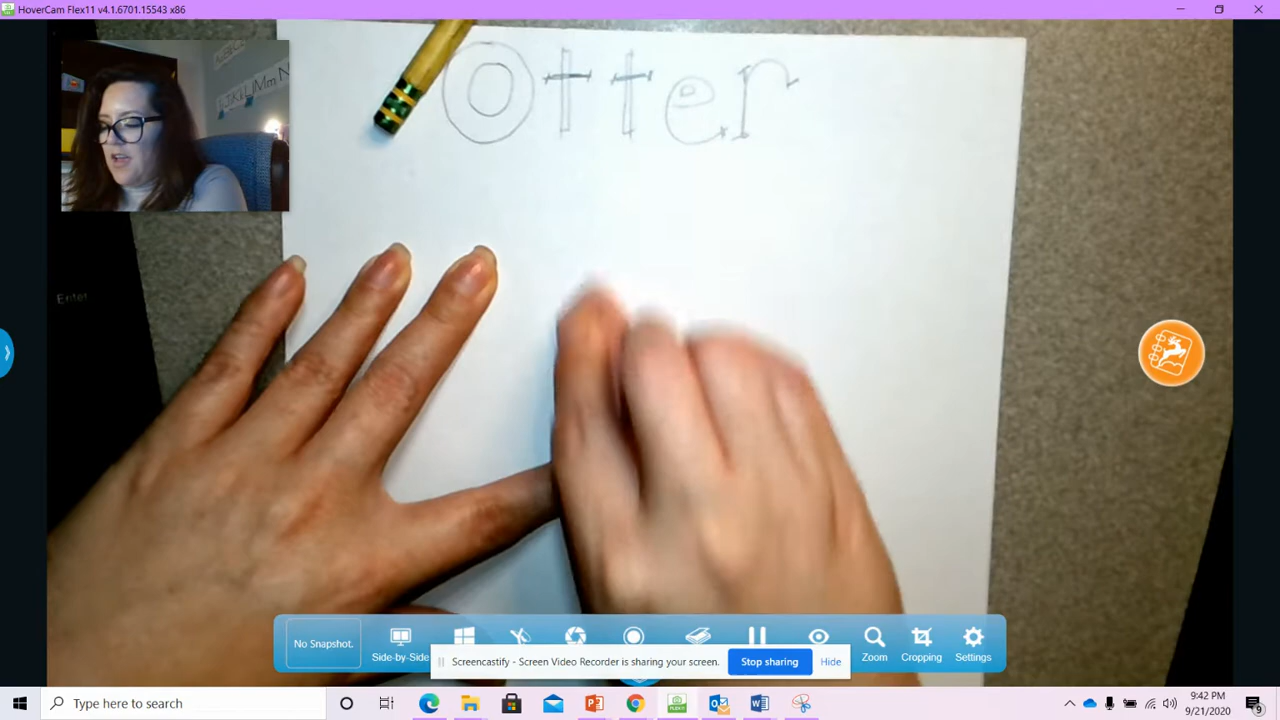 HoverCam Flex11 v4.1.6701.15543 x86
Otter
Enter
No Snapshot.
Side-by-Side
Zoom
Cropping
Settings
Screencastify - Screen Video Recorder is sharing your screen.
Stop sharing
Hide
Type here to search
9:42 PM
9/21/2020